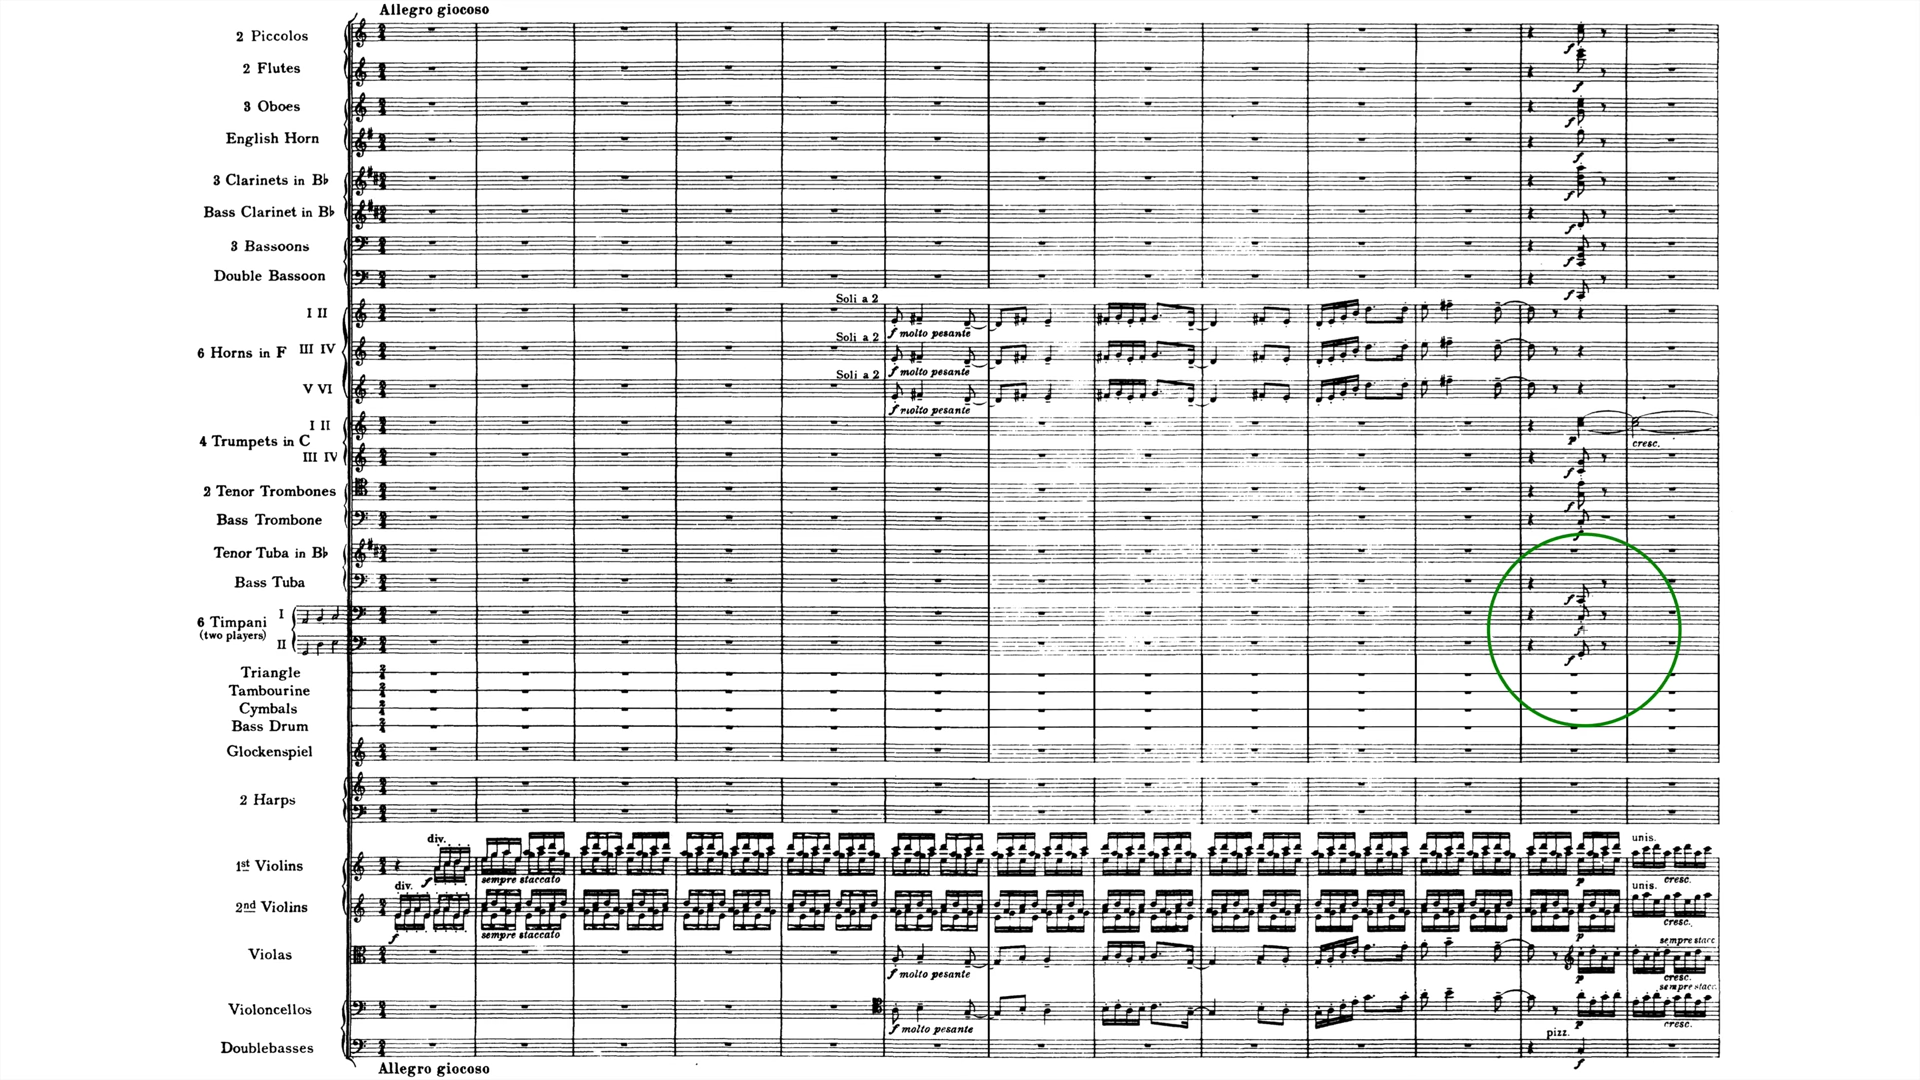 Allegro giocoso
2 Piccolos
2 Flutes
3 Oboes
English Horn
3 Clarinets in B♭
Bass Clarinet in B♭
3 Bassoons
Double Bassoon
Soli a 2
I II
f molto pesante
Soli a 2
6 Horns in F III IV
f molto pesante
Soli a 2
V VI
f molto pesante
I II
4 Trumpets in C
p cresc.
III IV
2 Tenor Trombones
Bass Trombone
Tenor Tuba in B♭
Bass Tuba
6 Timpani I
(two players)
II
Triangle
Tambourine
Cymbals
Bass Drum
Glockenspiel
2 Harps
div. unis.
1st Violins
f sempre staccato p cresc.
div. unis.
2nd Violins
f sempre staccato p cresc.
sempre stacc.
Violas
f molto pesante p cresc.
sempre stacc.
Violoncellos
f molto pesante p cresc.
pizz.
Doublebasses
f
Allegro giocoso